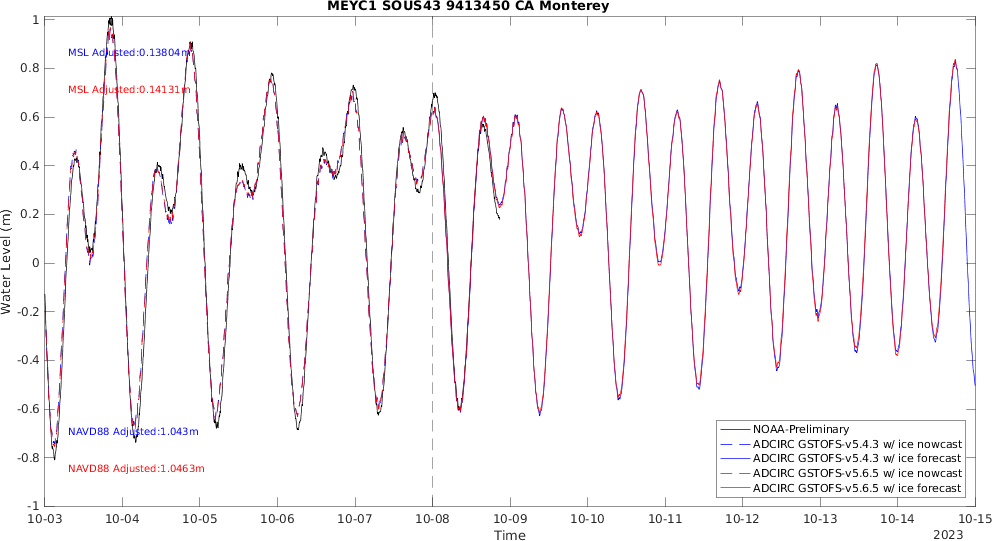 MEYC1 SOUS43 9413450 CA Monterey
1
0.8
0.6
0.4
0.2
0
-0.2
-0.4
-0.6
-0.8
-1
Water Level (m)
MSL Adjusted:0.13804m
MSL Adjusted:0.14131m
NAVD88 Adjusted:1.043m
NAVD88 Adjusted:1.0463m
NOAA-Preliminary
ADCIRC GSTOFS-v5.4.3 w/ ice nowcast
ADCIRC GSTOFS-v5.4.3 w/ ice forecast
ADCIRC GSTOFS-v5.6.5 w/ ice nowcast
ADCIRC GSTOFS-v5.6.5 w/ ice forecast
10-03 10-04 10-05 10-06 10-07 10-08 10-09 10-10 10-11 10-12 10-13 10-14 10-15
Time
2023